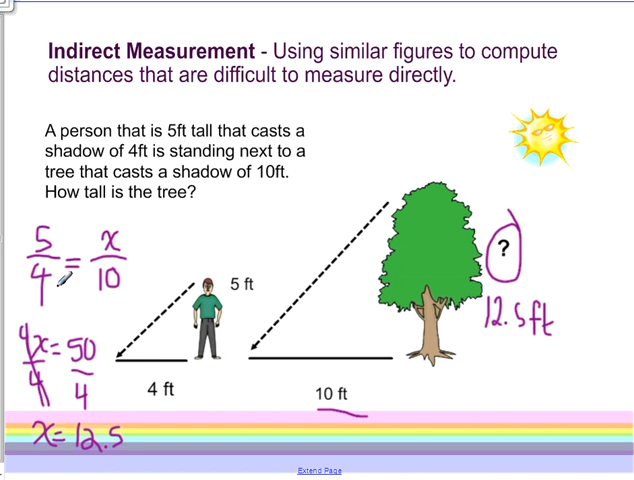 Indirect Measurement - Using similar figures to compute
distances that are difficult to measure directly.
A person that is 5ft tall that casts a
shadow of 4ft is standing next to a
tree that casts a shadow of 10ft.
How tall is the tree?
5/4 = x/10
4x/4 = 50/4
x = 12.5
5 ft
4 ft
10 ft
?
12.5ft
Extend Page